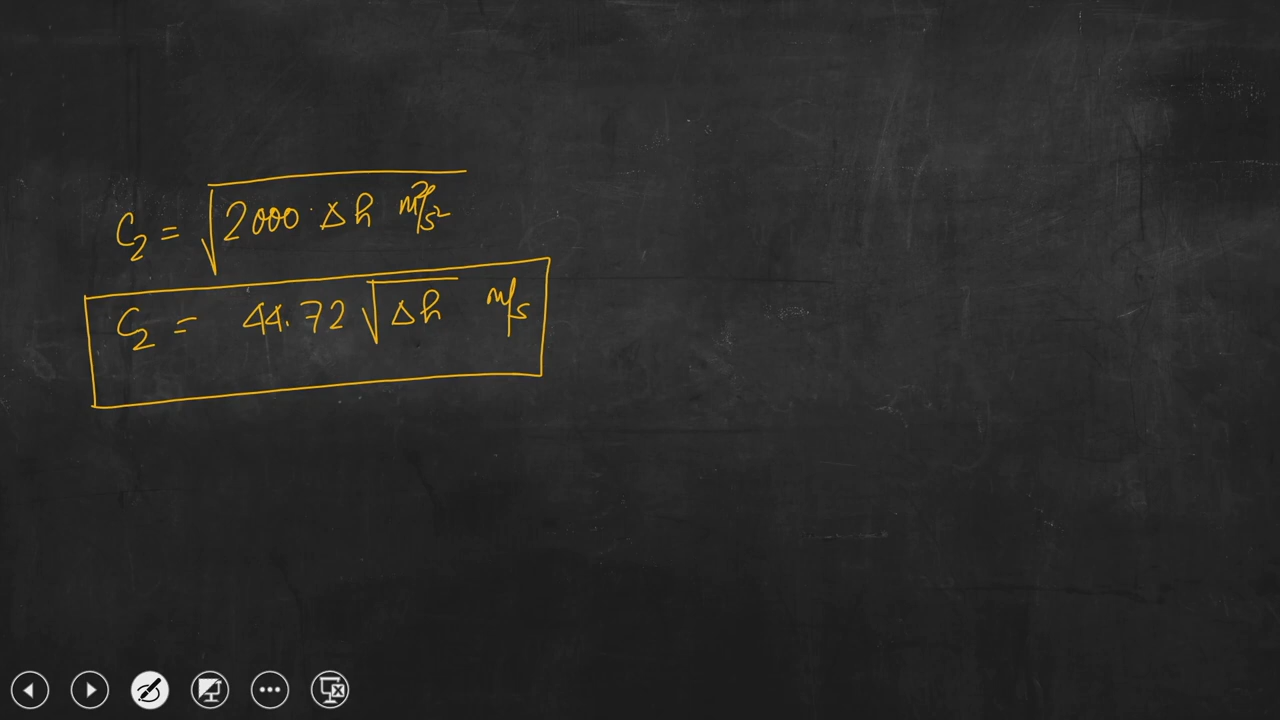 C₂ = √(2000 · Δh m²/s²)
C₂ = 44.72 √Δh m/s